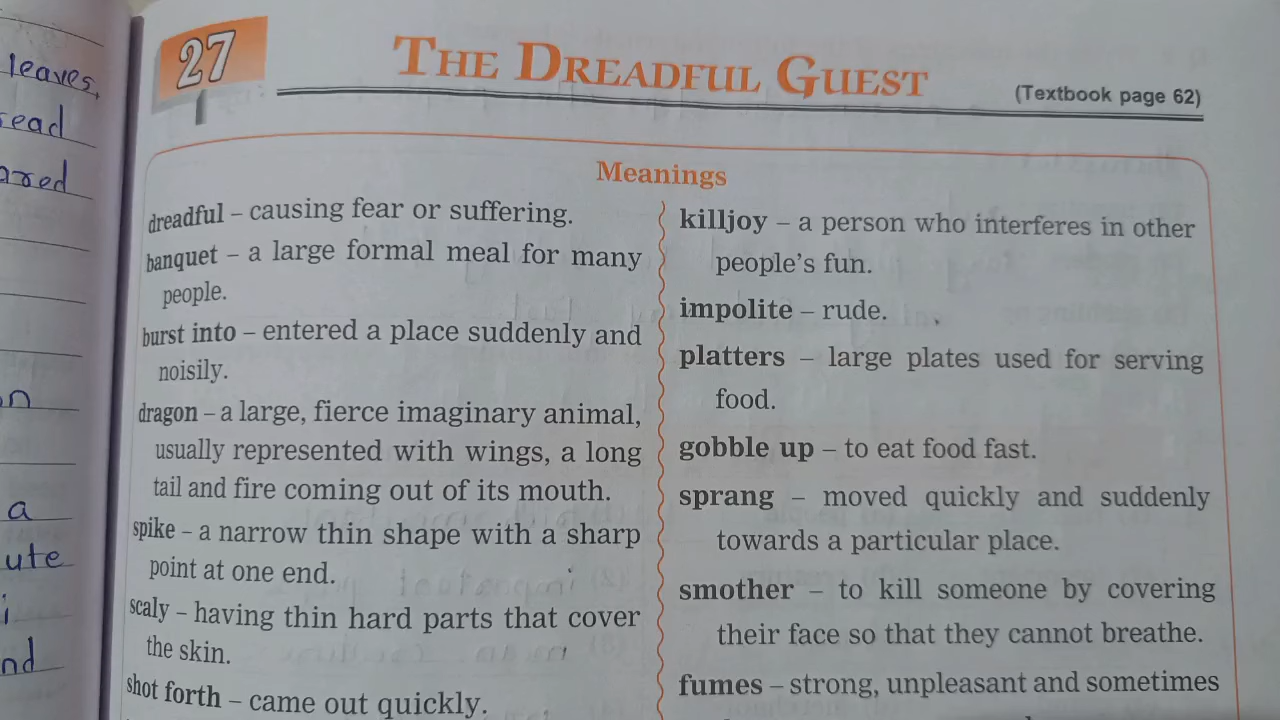 leaves,
read
ared
n
a
ute
i
nd
27
THE DREADFUL GUEST
(Textbook page 62)
Meanings
dreadful – causing fear or suffering.
banquet – a large formal meal for many
people.
burst into – entered a place suddenly and
noisily.
dragon – a large, fierce imaginary animal,
usually represented with wings, a long
tail and fire coming out of its mouth.
spike – a narrow thin shape with a sharp
point at one end.
scaly – having thin hard parts that cover
the skin.
shot forth – came out quickly.
killjoy – a person who interferes in other
people's fun.
impolite – rude.
platters – large plates used for serving
food.
gobble up – to eat food fast.
sprang – moved quickly and suddenly
towards a particular place.
smother – to kill someone by covering
their face so that they cannot breathe.
fumes – strong, unpleasant and sometimes